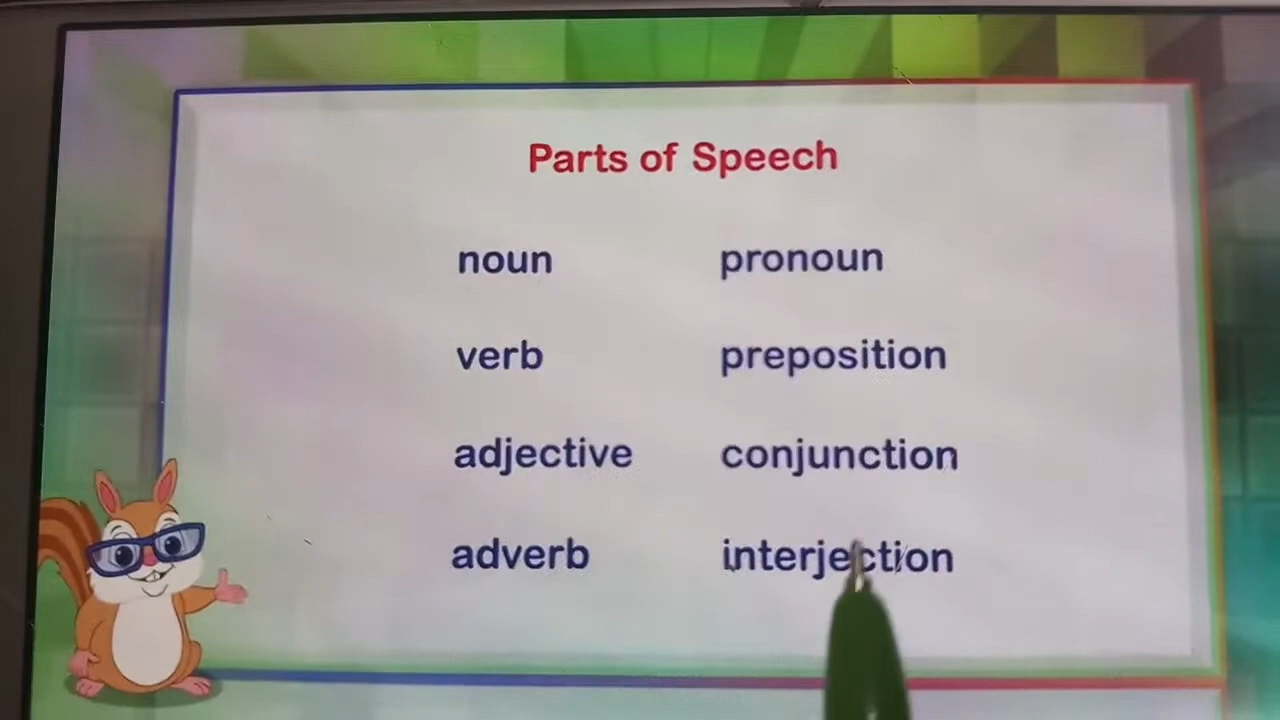 Parts of Speech
noun pronoun
verb preposition
adjective conjunction
adverb interjection